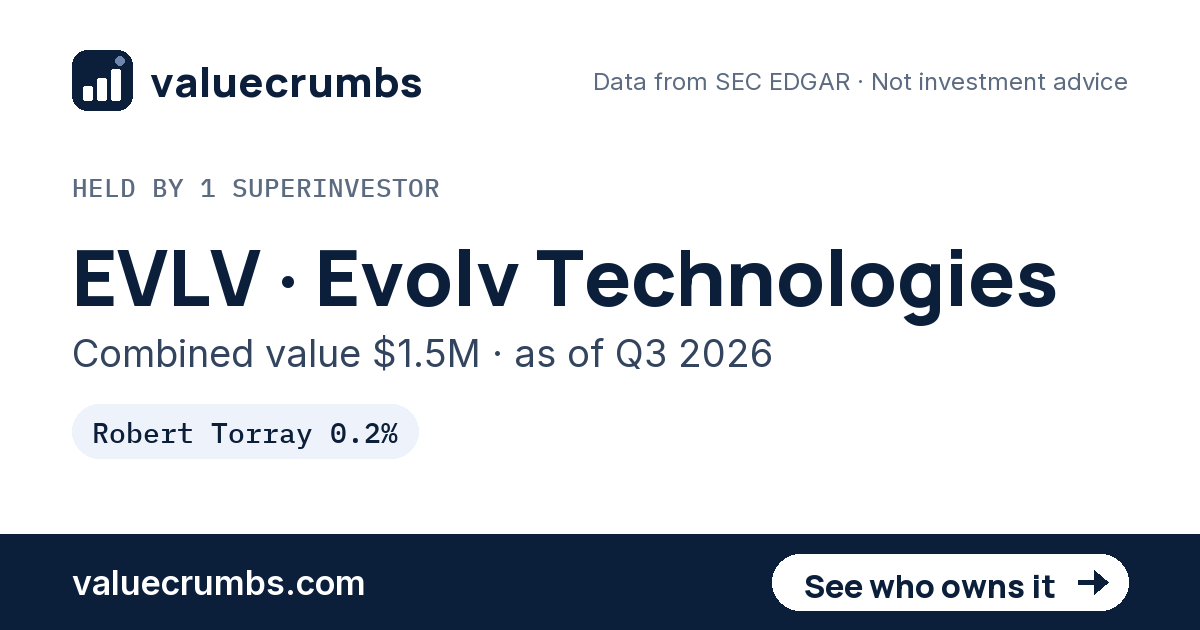 valuecrumbs
Data from SEC EDGAR · Not investment advice
HELD BY 1 SUPERINVESTOR
EVLV · Evolv Technologies
Combined value $1.5M · as of Q3 2026
Robert Torray 0.2%
valuecrumbs.com
See who owns it →